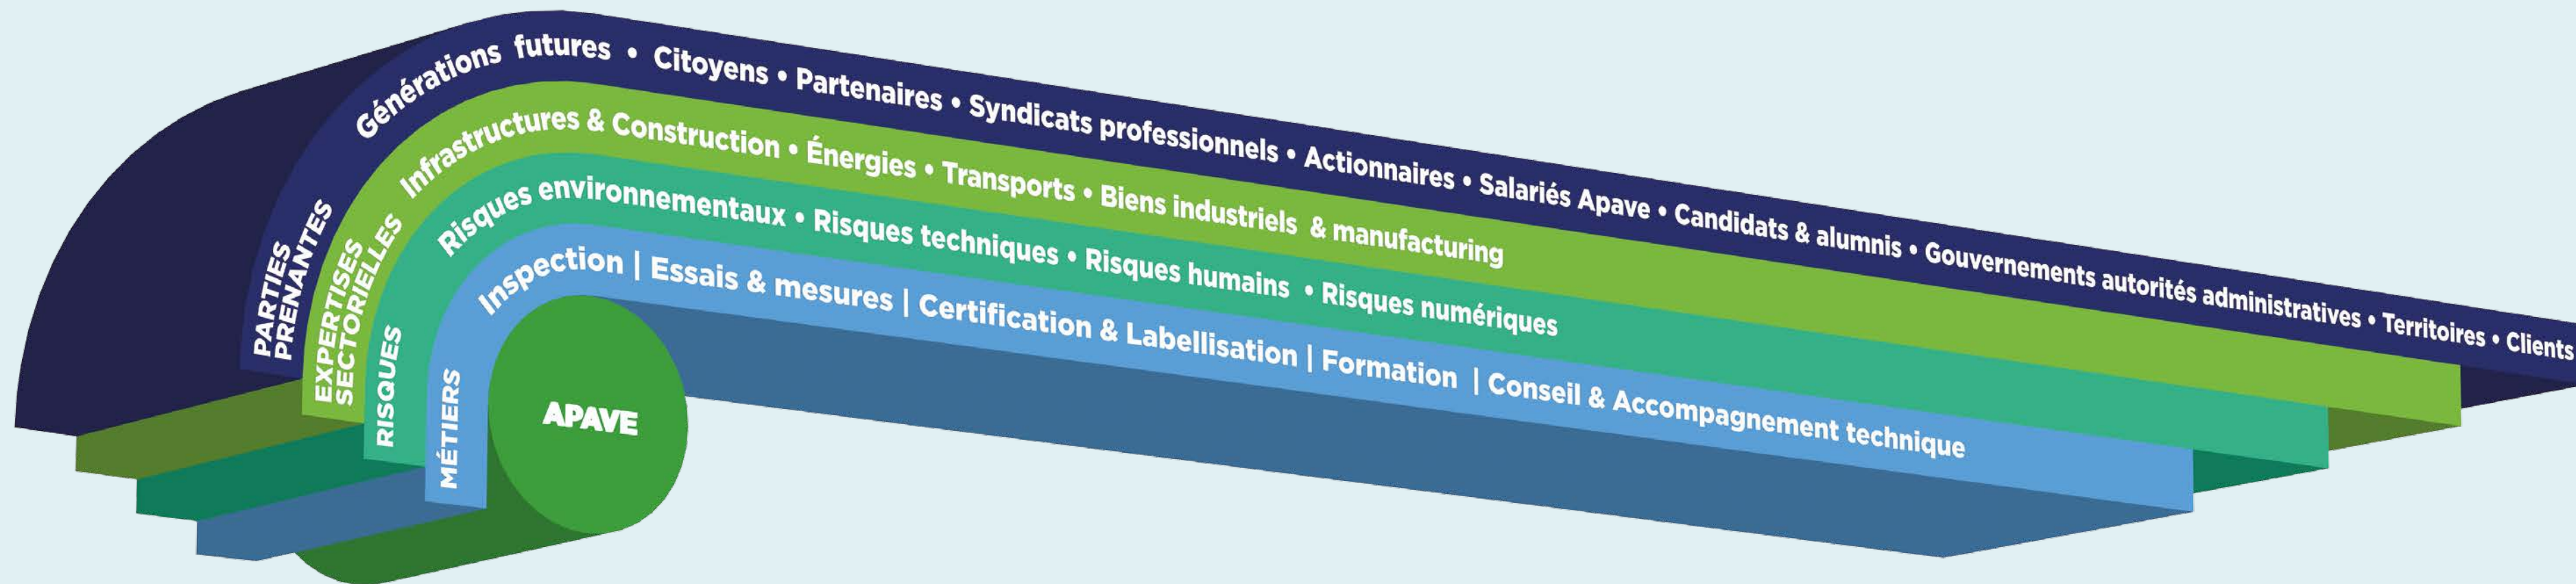 PARTIES
PRENANTES
Générations futures • Citoyens • Partenaires • Syndicats professionnels • Actionnaires • Salariés Apave • Candidats & alumnis • Gouvernements autorités administratives • Territoires • Clients
EXPERTISES
SECTORIELLES
Infrastructures & Construction • Énergies • Transports • Biens industriels & manufacturing
RISQUES
Risques environnementaux • Risques techniques • Risques humains • Risques numériques
MÉTIERS
Inspection | Essais & mesures | Certification & Labellisation | Formation | Conseil & Accompagnement technique
APAVE